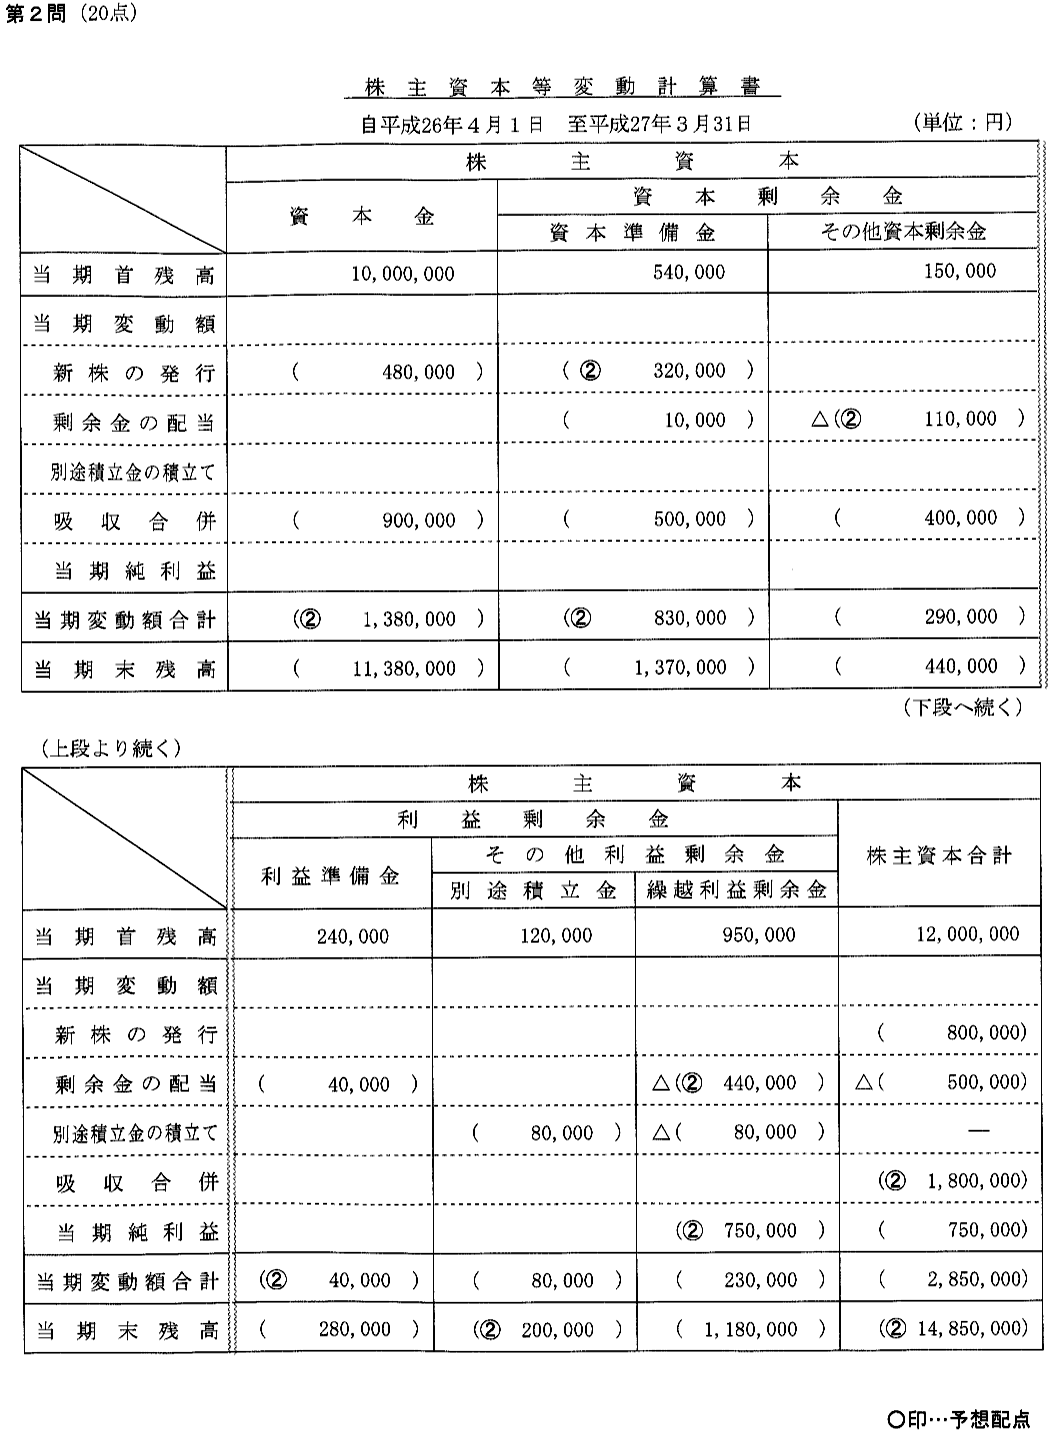 第2問（20点）
株主資本等変動計算書
自平成26年4月1日　至平成27年3月31日　（単位：円）
株主資本
資本剰余金
資本金
資本準備金　その他資本剰余金
当期首残高　10,000,000　540,000　150,000
当期変動額
新株の発行　（　480,000　）　（②　320,000　）
剰余金の配当　（　10,000　）　△（②　110,000　）
別途積立金の積立て
吸収合併　（　900,000　）　（　500,000　）　（　400,000　）
当期純利益
当期変動額合計　（②　1,380,000　）　（②　830,000　）　（　290,000　）
当期末残高　（　11,380,000　）　（　1,370,000　）　（　440,000　）
（下段へ続く）
（上段より続く）
株主資本
利益剰余金
その他利益剰余金　株主資本合計
利益準備金
別途積立金　繰越利益剰余金
当期首残高　240,000　120,000　950,000　12,000,000
当期変動額
新株の発行　（　800,000）
剰余金の配当　（　40,000　）　△（②　440,000　）　△（　500,000）
別途積立金の積立て　（　80,000　）　△（　80,000　）　―
吸収合併　（②　1,800,000）
当期純利益　（②　750,000　）　（　750,000）
当期変動額合計　（②　40,000　）　（　80,000　）　（　230,000　）　（　2,850,000）
当期末残高　（　280,000　）　（②　200,000　）　（　1,180,000　）　（②　14,850,000）
○印…予想配点